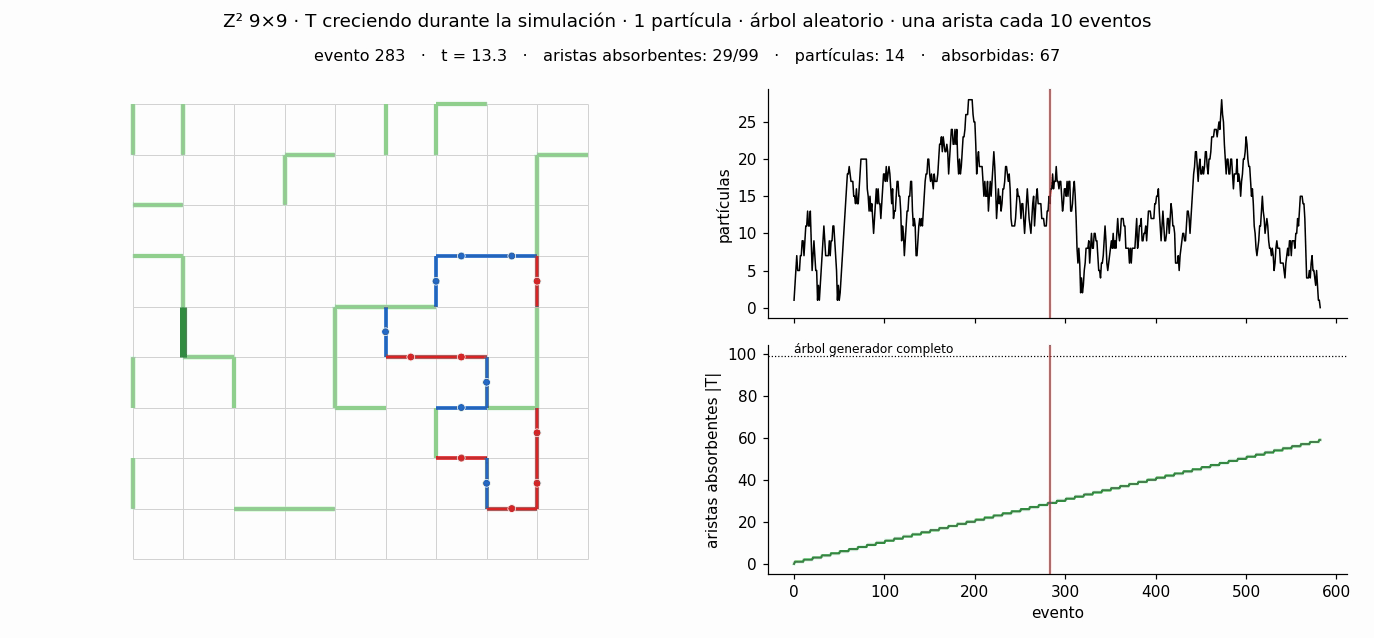 Z² 9×9 · T creciendo durante la simulación · 1 partícula · árbol aleatorio · una arista cada 10 eventos
evento 283 · t = 13.3 · aristas absorbentes: 29/99 · partículas: 14 · absorbidas: 67
partículas
25
20
15
10
5
0
aristas absorbentes |T|
árbol generador completo
100
80
60
40
20
0
0 100 200 300 400 500 600
evento